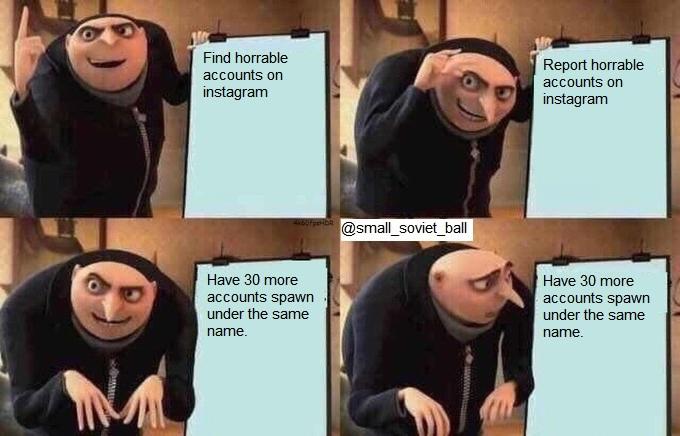 Find horrable
accounts on
instagram
Report horrable
accounts on
instagram
@small_soviet_ball
Have 30 more
accounts spawn
under the same
name.
Have 30 more
accounts spawn
under the same
name.